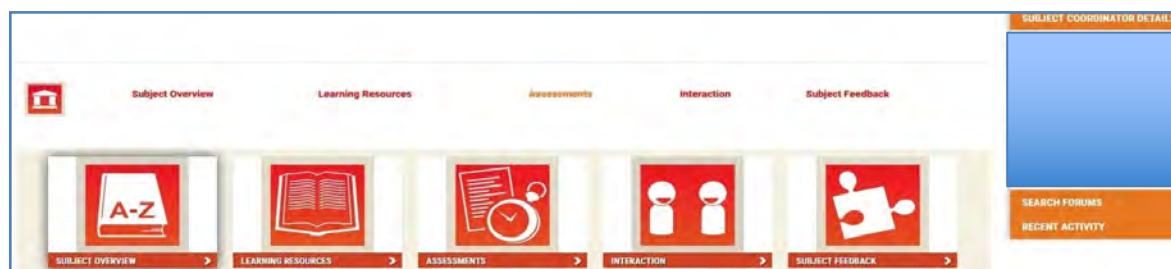 SUBJECT COORDINATOR DETAILS
Subject Overview
Learning Resources
Assessments
Interaction
Subject Feedback
A-Z
SUBJECT OVERVIEW >
LEARNING RESOURCES >
ASSESSMENTS >
INTERACTION >
SUBJECT FEEDBACK >
SEARCH FORUMS
RECENT ACTIVITY